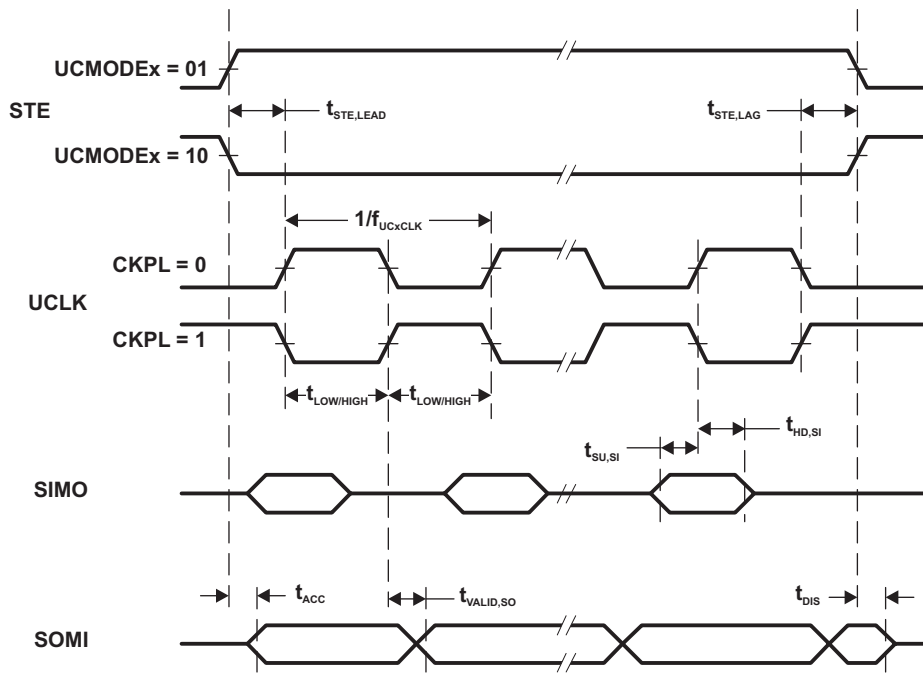 UCMODEx = 01
STE
tSTE,LEAD
tSTE,LAG
UCMODEx = 10
1/fUCxCLK
CKPL = 0
UCLK
CKPL = 1
tLOW/HIGH
tLOW/HIGH
tSU,SI
tHD,SI
SIMO
tACC
tVALID,SO
tDIS
SOMI